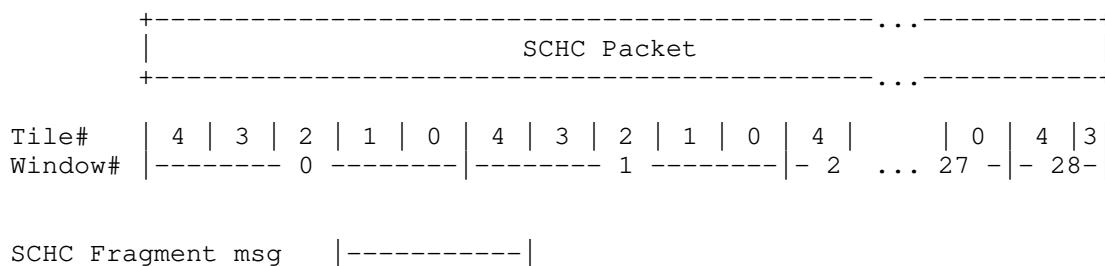 +--------------------------------------------...------------
|                       SCHC Packet
+--------------------------------------------...------------
Tile#   | 4 | 3 | 2 | 1 | 0 | 4 | 3 | 2 | 1 | 0 | 4 |     | 0 | 4 |3
Window# |-------- 0 --------|-------- 1 --------|- 2  ... 27 -|- 28-
SCHC Fragment msg    |-----------|